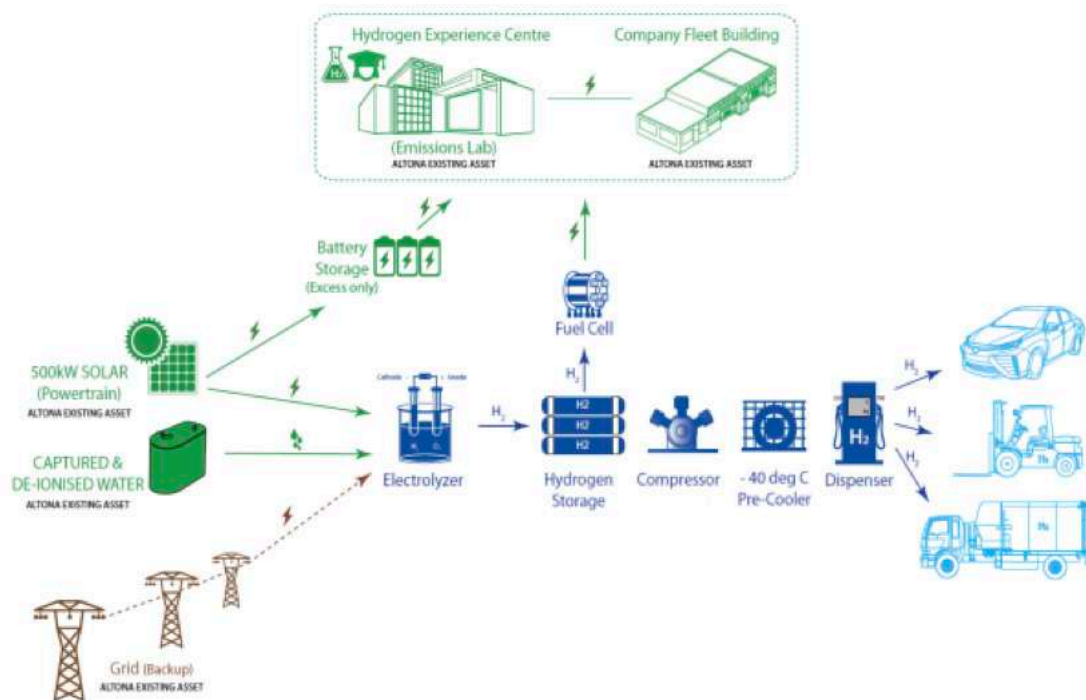 Hydrogen Experience Centre
Company Fleet Building
H₂
(Emissions Lab)
ALTONA EXISTING ASSET
ALTONA EXISTING ASSET
Battery
Storage
(Excess only)
Fuel Cell
500kW SOLAR
(Powertrain)
ALTONA EXISTING ASSET
CAPTURED &
DE-IONISED WATER
ALTONA EXISTING ASSET
Cathode - + Anode
Electrolyzer
H₂
H₂
H2
H2
H2
Hydrogen
Storage
Compressor
- 40 deg C
Pre-Cooler
H₂
Dispenser
H₂
H₂
H₂
Grid (Backup)
ALTONA EXISTING ASSET